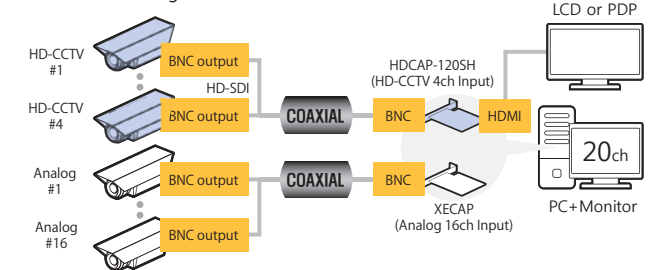 LCD or PDP
HD-CCTV
#1
BNC output
HDCAP-120SH
(HD-CCTV 4ch Input)
HD-SDI
HD-CCTV
#4
BNC output
COAXIAL
BNC
HDMI
20ch
Analog
#1
BNC output
COAXIAL
BNC
PC+Monitor
XECAP
(Analog 16ch Input)
Analog
#16
BNC output